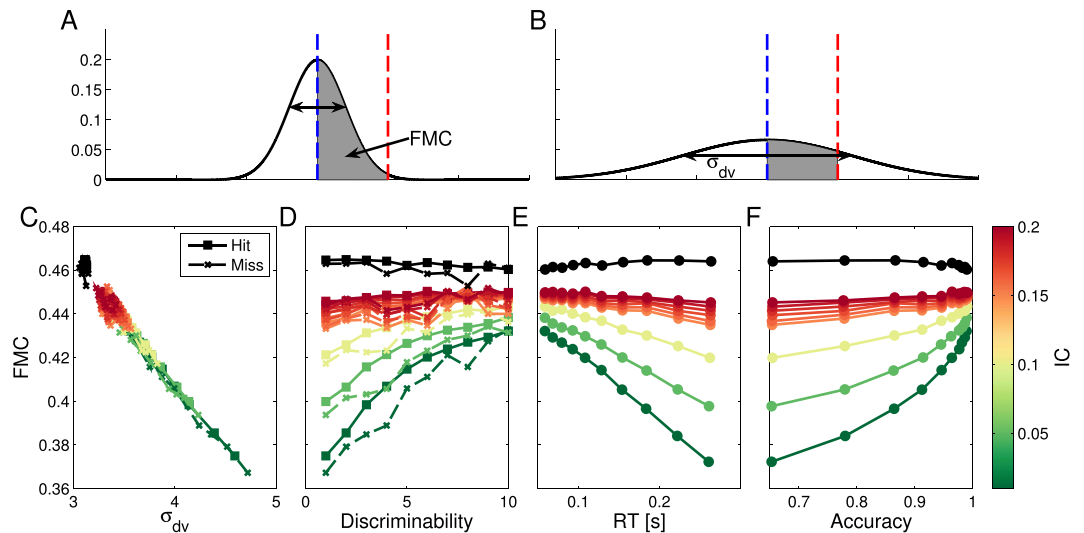 A
B
0.2
0.15
0.1
0.05
0
FMC
σdv
C
D
E
F
0.48
0.46
0.44
0.42
0.4
0.38
0.36
FMC
Hit
Miss
3
4
5
σdv
0
5
10
Discriminability
0.1
0.2
RT [s]
0.7
0.8
0.9
1
Accuracy
0.2
0.15
0.1
0.05
IC